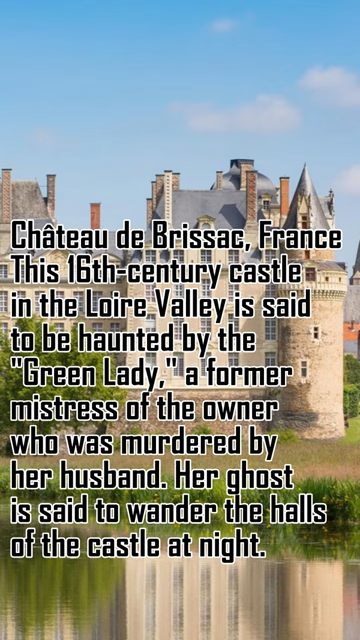 Château de Brissac, France
This 16th-century castle
in the Loire Valley is said
to be haunted by the
"Green Lady," a former
mistress of the owner
who was murdered by
her husband. Her ghost
is said to wander the halls
of the castle at night.